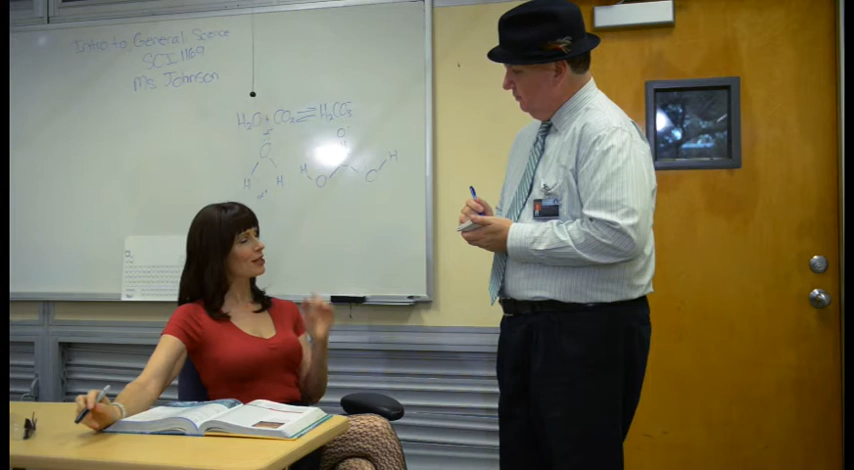 Intro to General Science
SCI 1169
Ms Johnson
H₂O + CO₂ ⇌ H₂CO₃
O
O
H H
H O C H